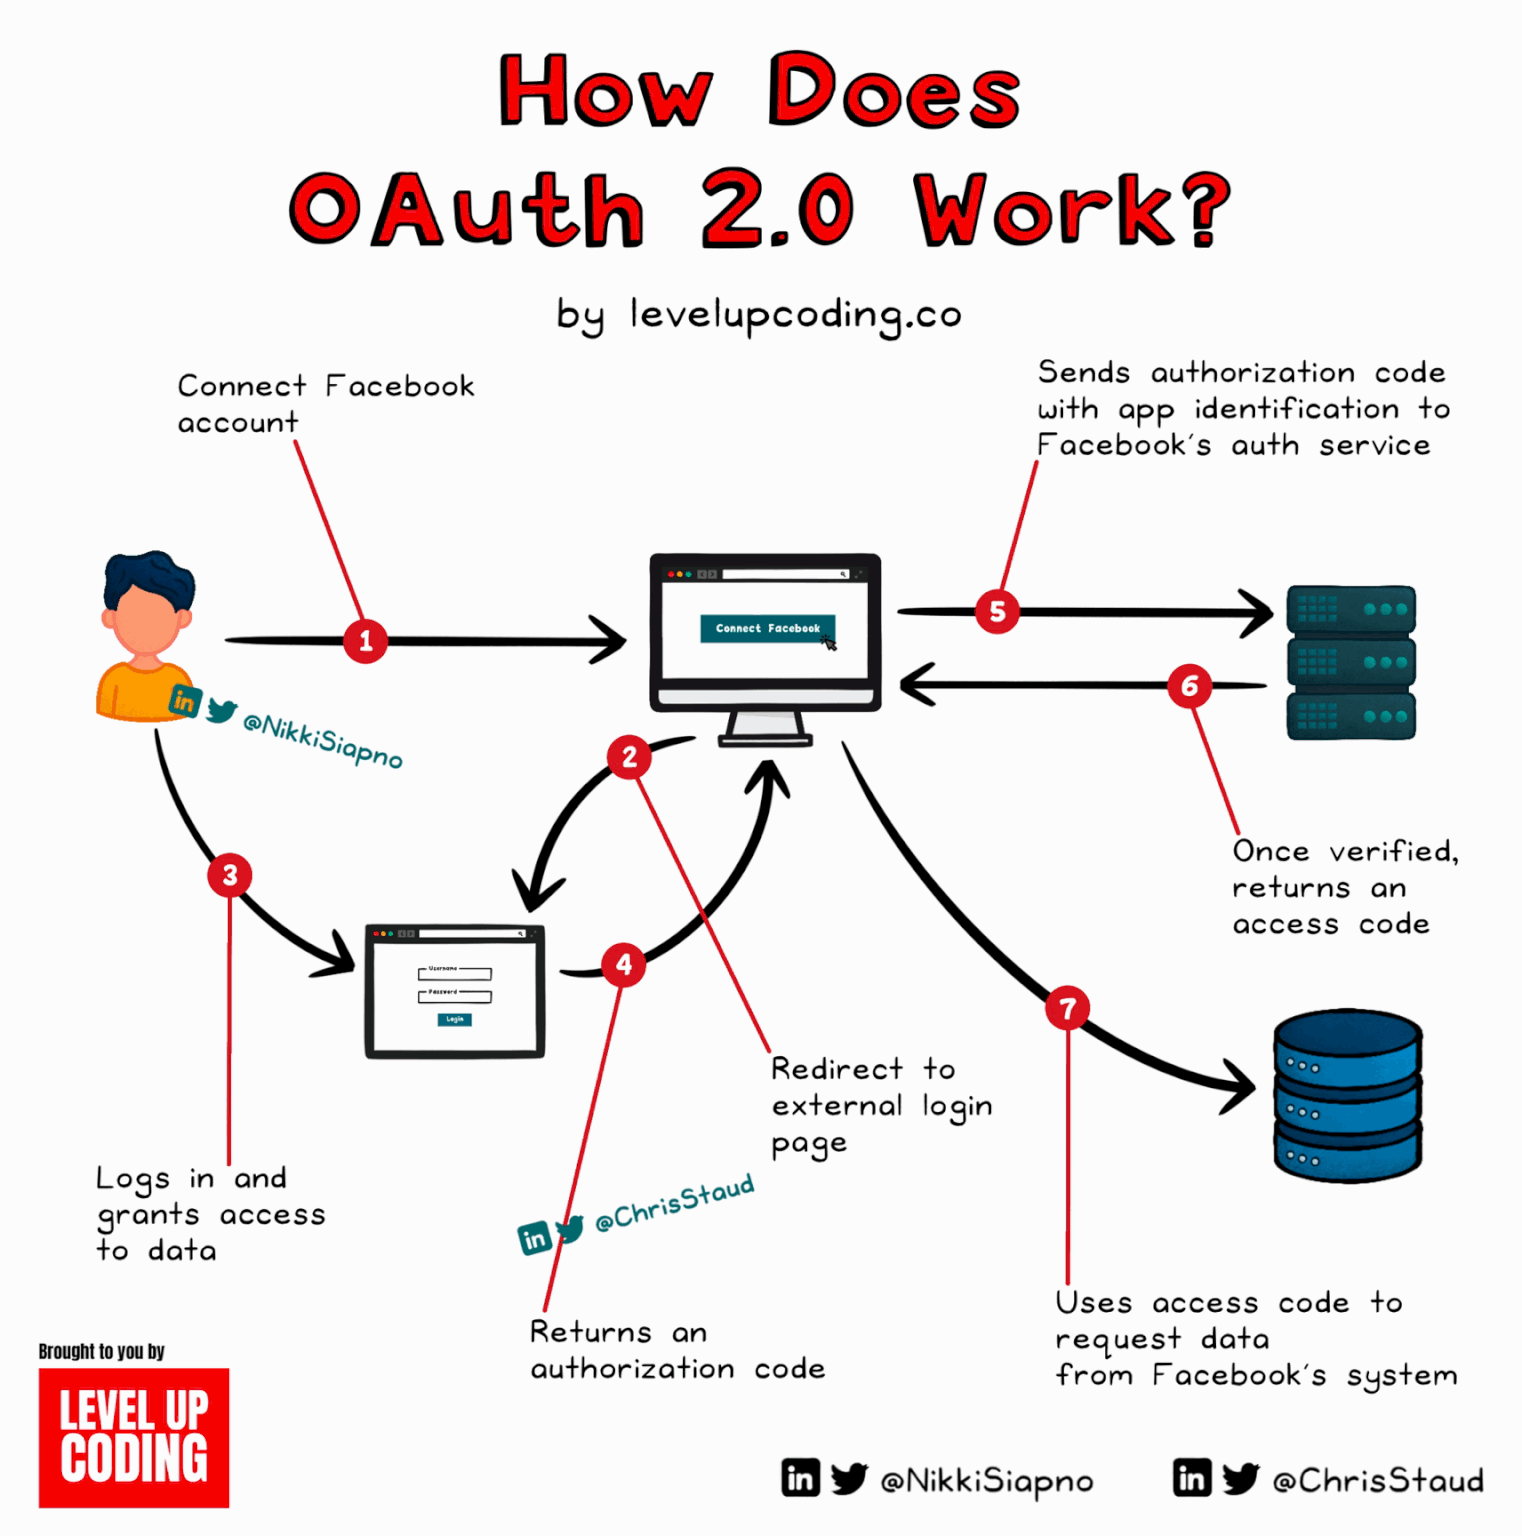 How Does
OAuth 2.0 Work?
by levelupcoding.co
Connect Facebook
account
Sends authorization code
with app identification to
Facebook's auth service
1
Connect Facebook
5
6
@NikkiSiapno
2
3
Once verified,
returns an
access code
Username
Password
Login
4
7
Redirect to
external login
page
Logs in and
grants access
to data
in @ChrisStaud
Returns an
authorization code
Uses access code to
request data
from Facebook's system
Brought to you by
LEVEL UP
CODING
in @NikkiSiapno
in @ChrisStaud